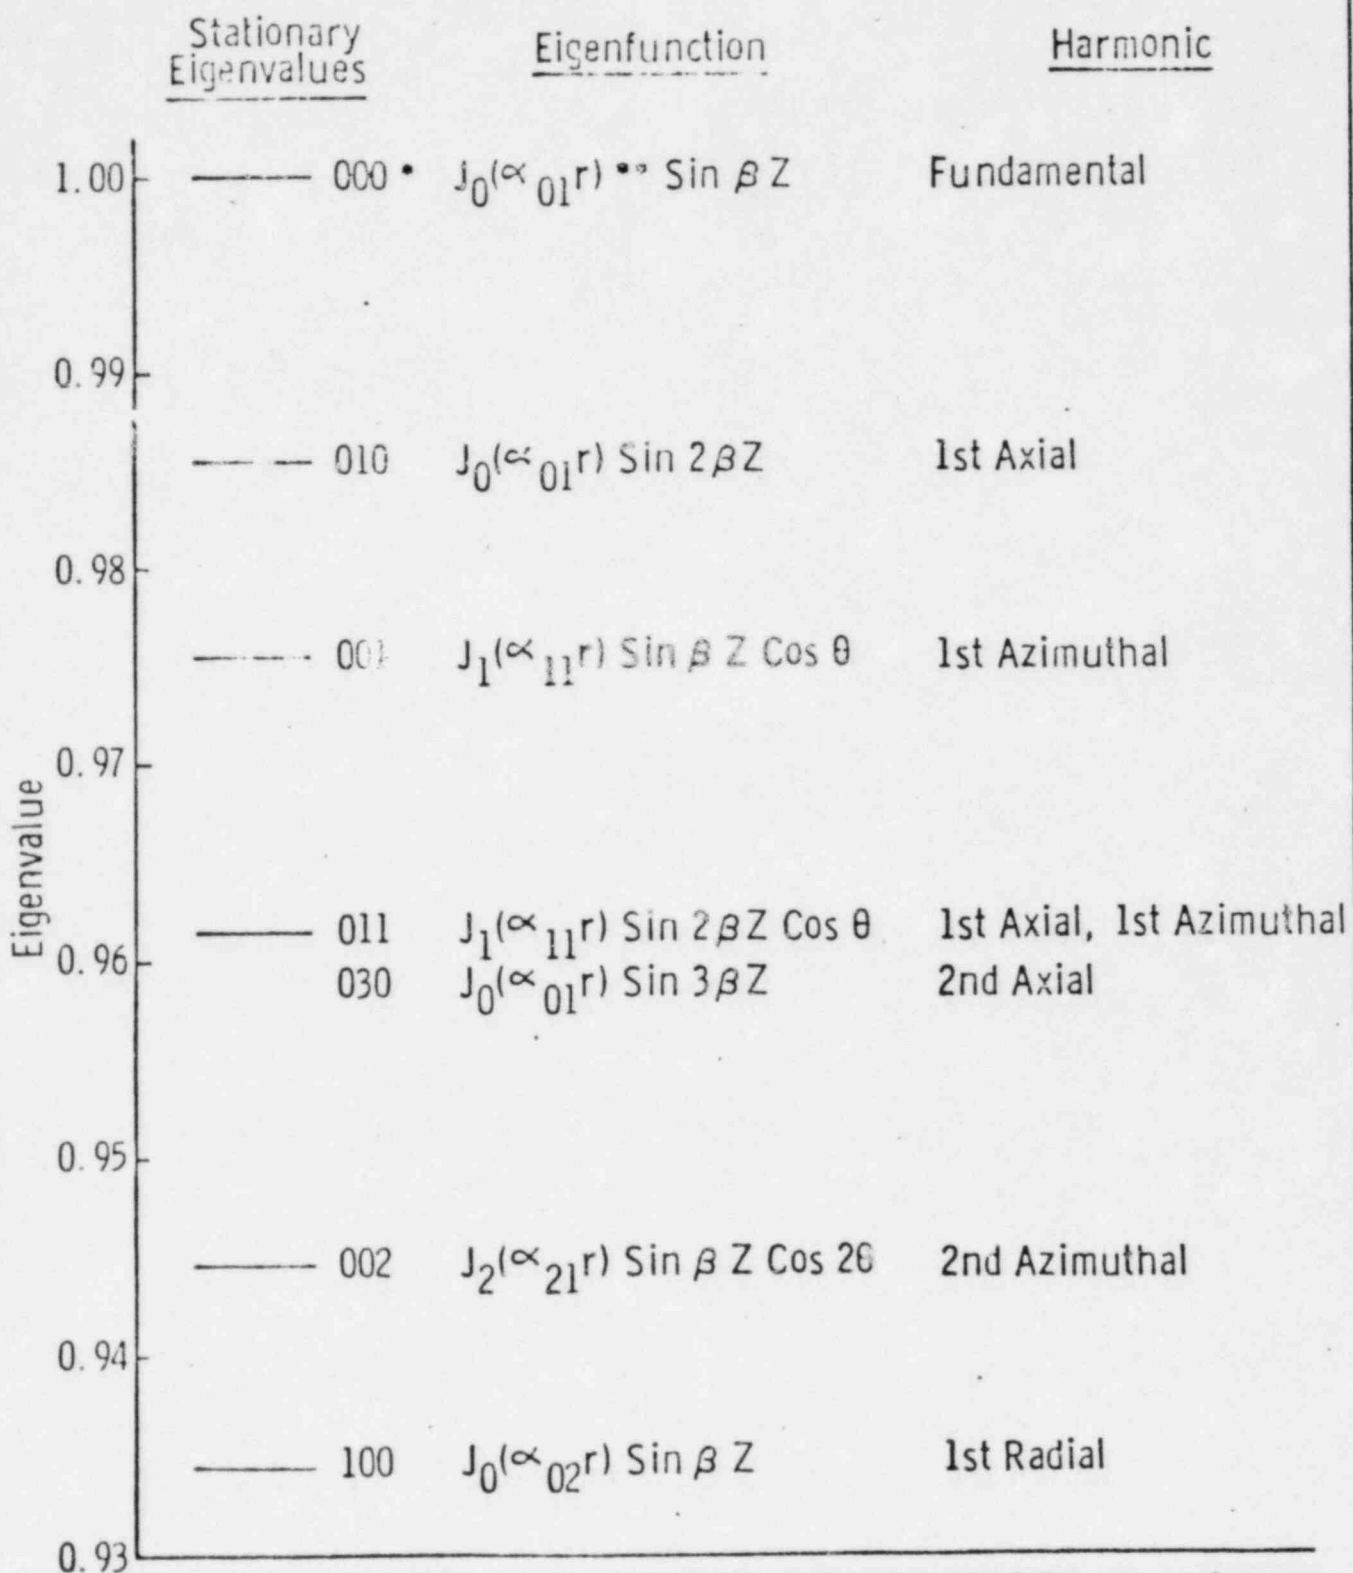 Stationary Eigenvalues Eigenfunction Harmonic
1.00 000 • J₀(∝₀₁r) •• Sin β Z Fundamental
0.99
010 J₀(∝₀₁r) Sin 2βZ 1st Axial
0.98
J₁(∝₁₁r) Sin β Z Cos θ 1st Azimuthal
0.97
Eigenvalue
011 J₁(∝₁₁r) Sin 2βZ Cos θ 1st Axial, 1st Azimuthal
0.96
030 J₀(∝₀₁r) Sin 3βZ 2nd Axial
0.95
002 J₂(∝₂₁r) Sin β Z Cos 2θ 2nd Azimuthal
0.94
100 J₀(∝₀₂r) Sin β Z 1st Radial
0.93